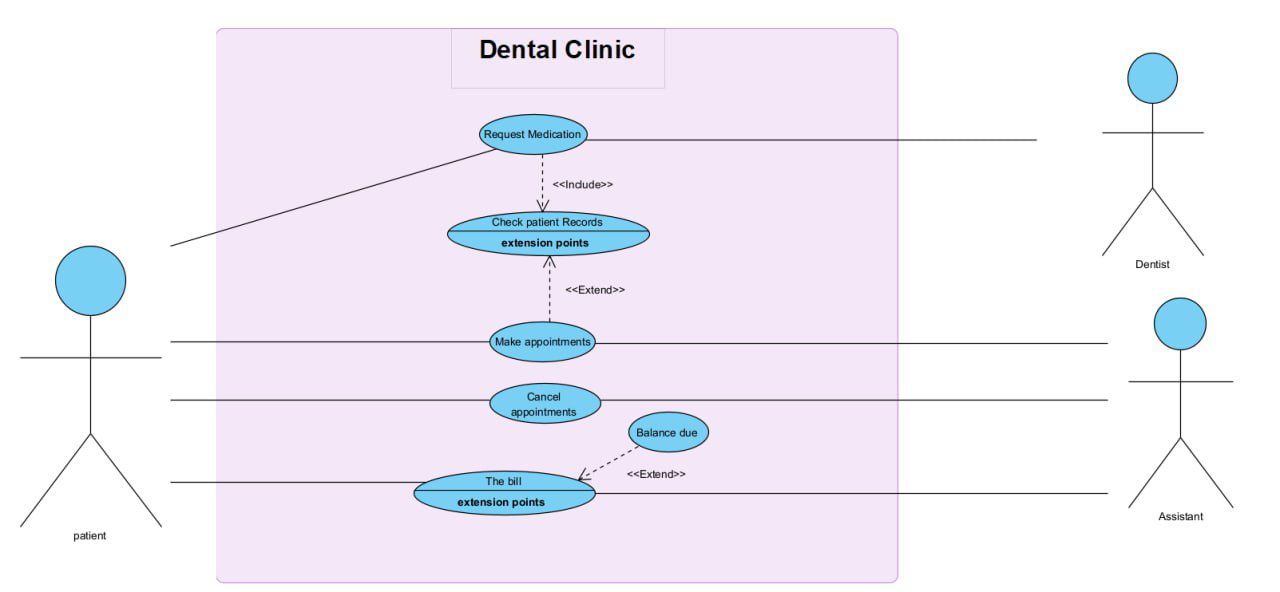 Dental Clinic
Request Medication
<<Include>>
Check patient Records
extension points
<<Extend>>
Dentist
Make appointments
Cancel
appointments
Balance due
<<Extend>>
The bill
extension points
Assistant
patient